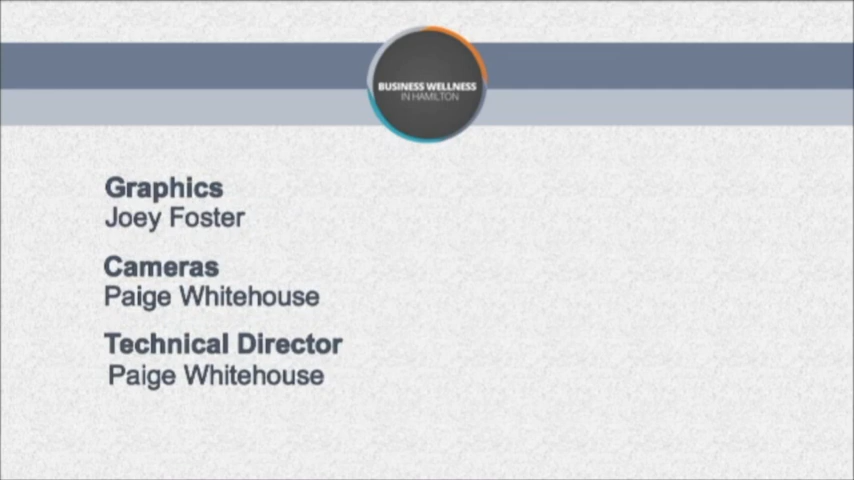 BUSINESS WELLNESS
IN HAMILTON
Graphics
Joey Foster
Cameras
Paige Whitehouse
Technical Director
Paige Whitehouse